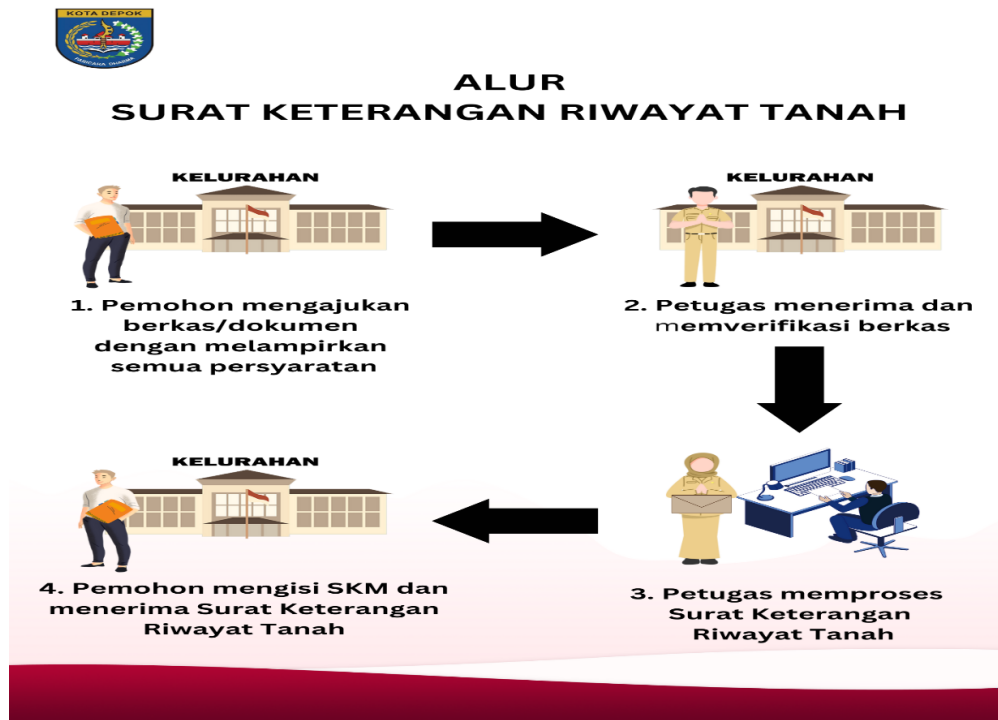 KOTA DEPOK
PARICARA DHARMA
ALUR
SURAT KETERANGAN RIWAYAT TANAH
KELURAHAN
1. Pemohon mengajukan
berkas/dokumen
dengan melampirkan
semua persyaratan
KELURAHAN
2. Petugas menerima dan
memverifikasi berkas
3. Petugas memproses
Surat Keterangan
Riwayat Tanah
KELURAHAN
4. Pemohon mengisi SKM dan
menerima Surat Keterangan
Riwayat Tanah